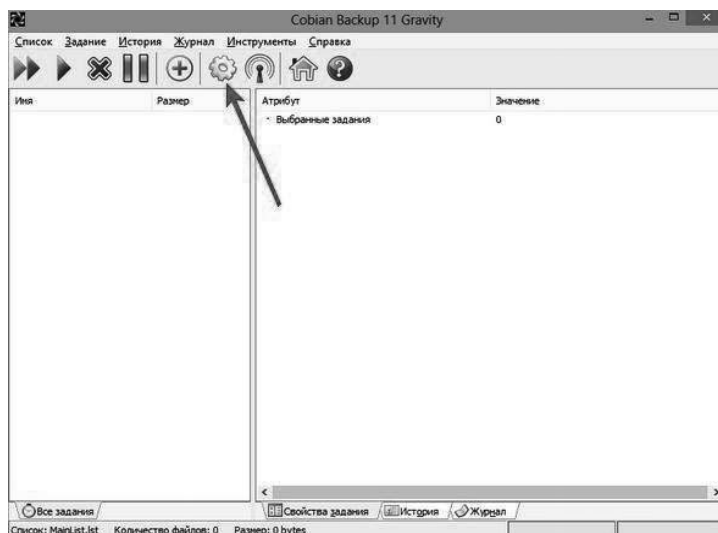 Cobian Backup 11 Gravity
Список Задание История Журнал Инструменты Справка
Имя Размер
Атрибут Значение
Выбранные задания 0
Все задания
Свойства задания История Журнал
Список: MainList.lst Количество файлов: 0 Размер: 0 bytes